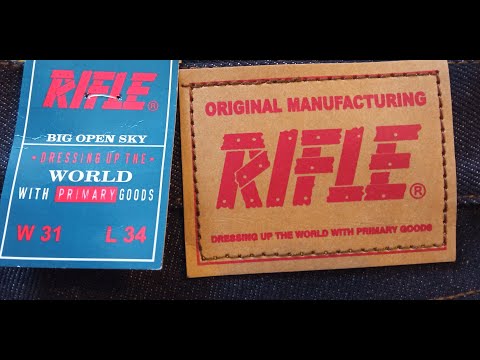 RIFLE®
BIG OPEN SKY
• DRESSING UP THE •
WORLD
WITH PRIMARY GOODS
W 31 L 34
ORIGINAL MANUFACTURING
RIFLE®
DRESSING UP THE WORLD WITH PRIMARY GOODS